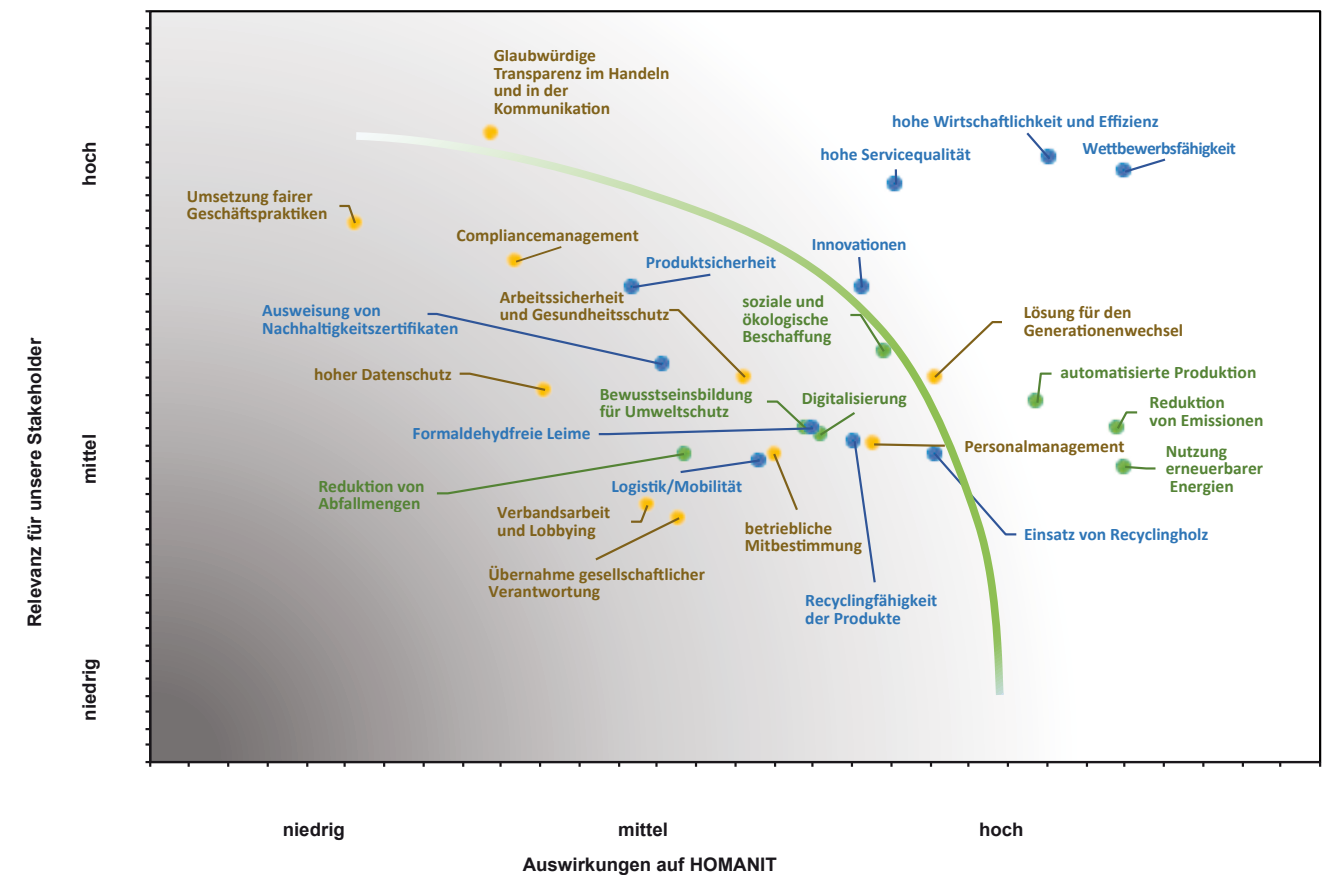 Glaubwürdige
Transparenz im Handeln
und in der
Kommunikation
hohe Wirtschaftlichkeit und Effizienz
hohe Servicequalität
Wettbewerbsfähigkeit
hoch
Umsetzung fairer
Geschäftspraktiken
Compliancemanagement
Innovationen
Produktsicherheit
Arbeitssicherheit
und Gesundheitsschutz
soziale und
ökologische
Beschaffung
Ausweisung von
Nachhaltigkeitszertifikaten
Lösung für den
Generationenwechsel
hoher Datenschutz
automatisierte Produktion
Bewusstseinsbildung
für Umweltschutz
Digitalisierung
Reduktion
von Emissionen
Formaldehydfreie Leime
Personalmanagement
Nutzung
erneuerbarer
Energien
mittel
Relevanz für unsere Stakeholder
Reduktion von
Abfallmengen
Logistik/Mobilität
Verbandsarbeit
und Lobbying
betriebliche
Mitbestimmung
Einsatz von Recyclingholz
Übernahme gesellschaftlicher
Verantwortung
Recyclingfähigkeit
der Produkte
niedrig
niedrig
mittel
hoch
Auswirkungen auf HOMANIT